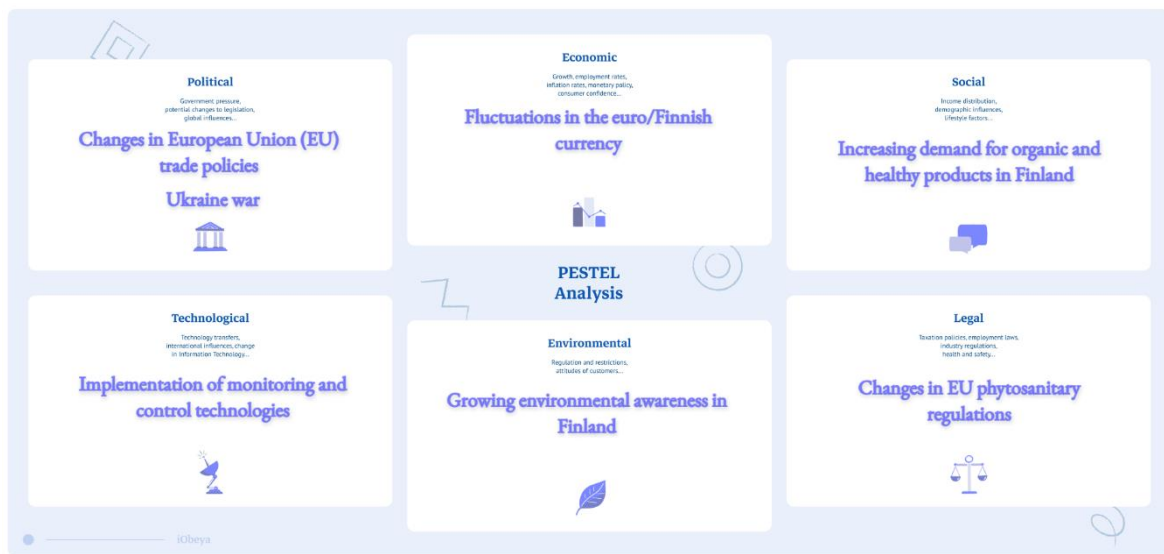 Political
Government pressure,
potential changes to legislation,
global influences...
Changes in European Union (EU)
trade policies
Ukraine war
Economic
Growth, employment rates,
inflation rates, monetary policy,
consumer confidence...
Fluctuations in the euro/Finnish
currency
Social
Income distribution,
demographic influences,
lifestyle factors...
Increasing demand for organic and
healthy products in Finland
PESTEL
Analysis
Technological
Technology transfers,
international influences, change
in Information Technology...
Implementation of monitoring and
control technologies
Environmental
Regulation and restrictions,
attitudes of customers...
Growing environmental awareness in
Finland
Legal
Taxation policies, employment laws,
industry regulations,
health and safety...
Changes in EU phytosanitary
regulations
iObeya